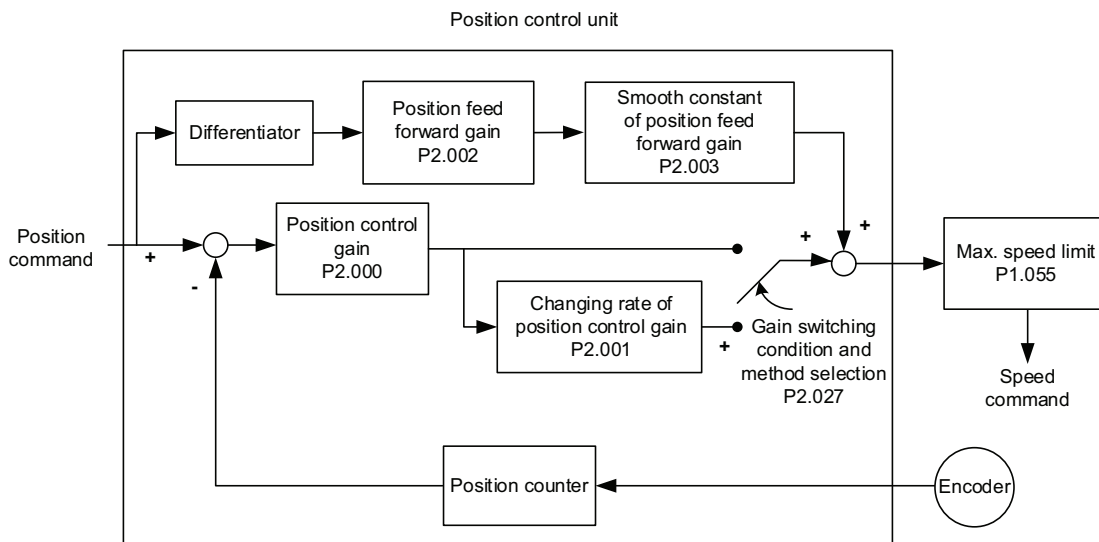 Position control unit
Differentiator
Position feed
forward gain
P2.002
Smooth constant
of position feed
forward gain
P2.003
Position
command
+
-
Position control
gain
P2.000
Changing rate of
position control gain
P2.001
+
+
+
Gain switching
condition and
method selection
P2.027
Max. speed limit
P1.055
Speed
command
Position counter
Encoder